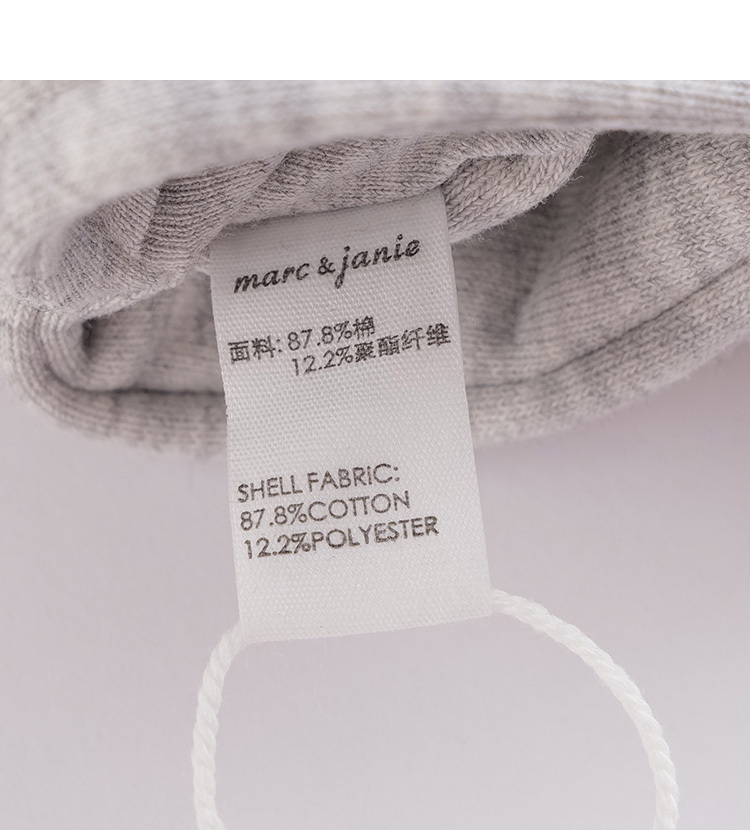 marc & janie
面料: 87.8%棉
12.2%聚酯纤维
SHELL FABRIC:
87.8%COTTON
12.2%POLYESTER